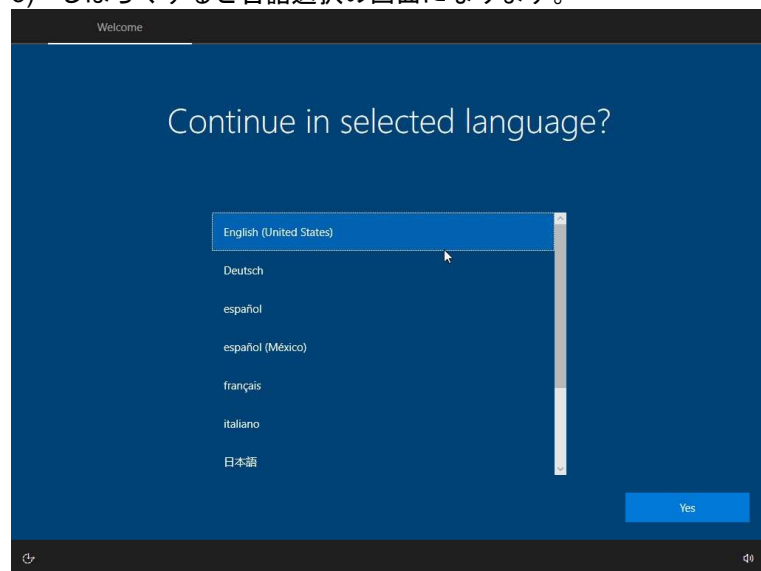 しばらくすると言語選択の画面になります。
Welcome
Continue in selected language?
English (United States)
Deutsch
español
español (México)
français
italiano
日本語
Yes